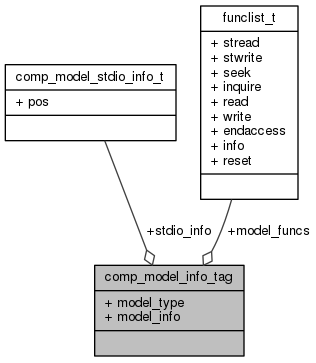 funclist_t
+ stread
+ stwrite
+ seek
+ inquire
+ read
+ write
+ endaccess
+ info
+ reset
comp_model_stdio_info_t
+ pos
+stdio_info
+model_funcs
comp_model_info_tag
+ model_type
+ model_info